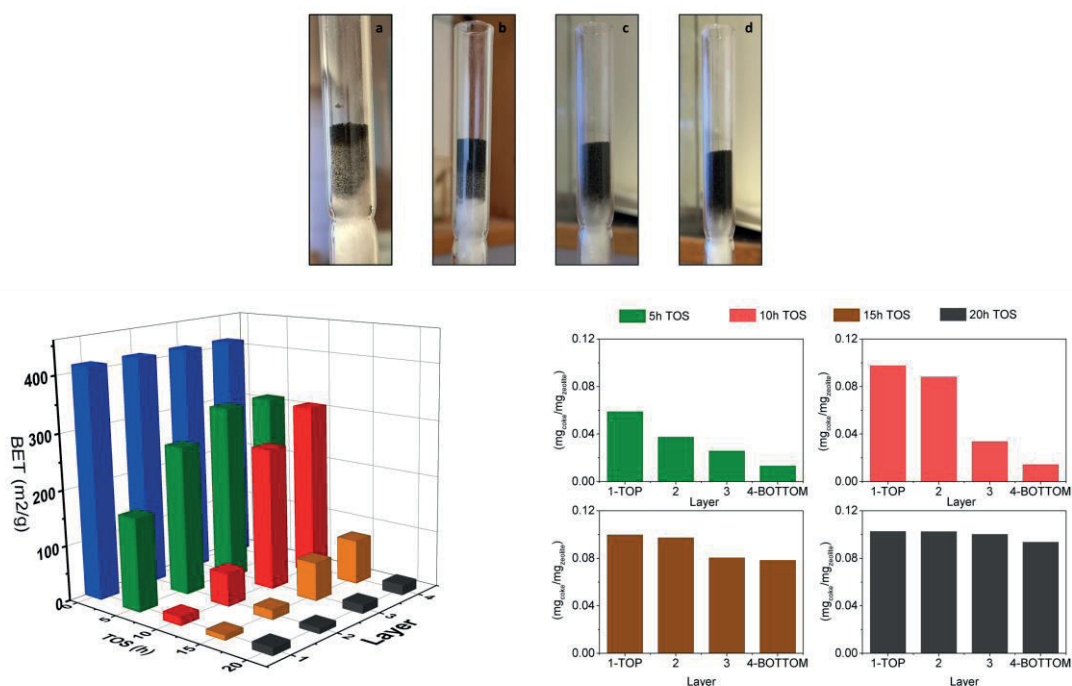 a
b
c
d
BET (m2/g)
400
300
200
100
0
0
5
10
15
20
TOS (h)
1
2
3
4
Layer
5h TOS
10h TOS
15h TOS
20h TOS
(mgcoke/mgzeolite)
0.12
0.08
0.04
0.00
1-TOP 2 3 4-BOTTOM
Layer
(mgcoke/mgzeolite)
0.12
0.08
0.04
0.00
1-TOP 2 3 4-BOTTOM
Layer
(mgcoke/mgzeolite)
0.12
0.08
0.04
0.00
1-TOP 2 3 4-BOTTOM
Layer
(mgcoke/mgzeolite)
0.12
0.08
0.04
0.00
1-TOP 2 3 4-BOTTOM
Layer